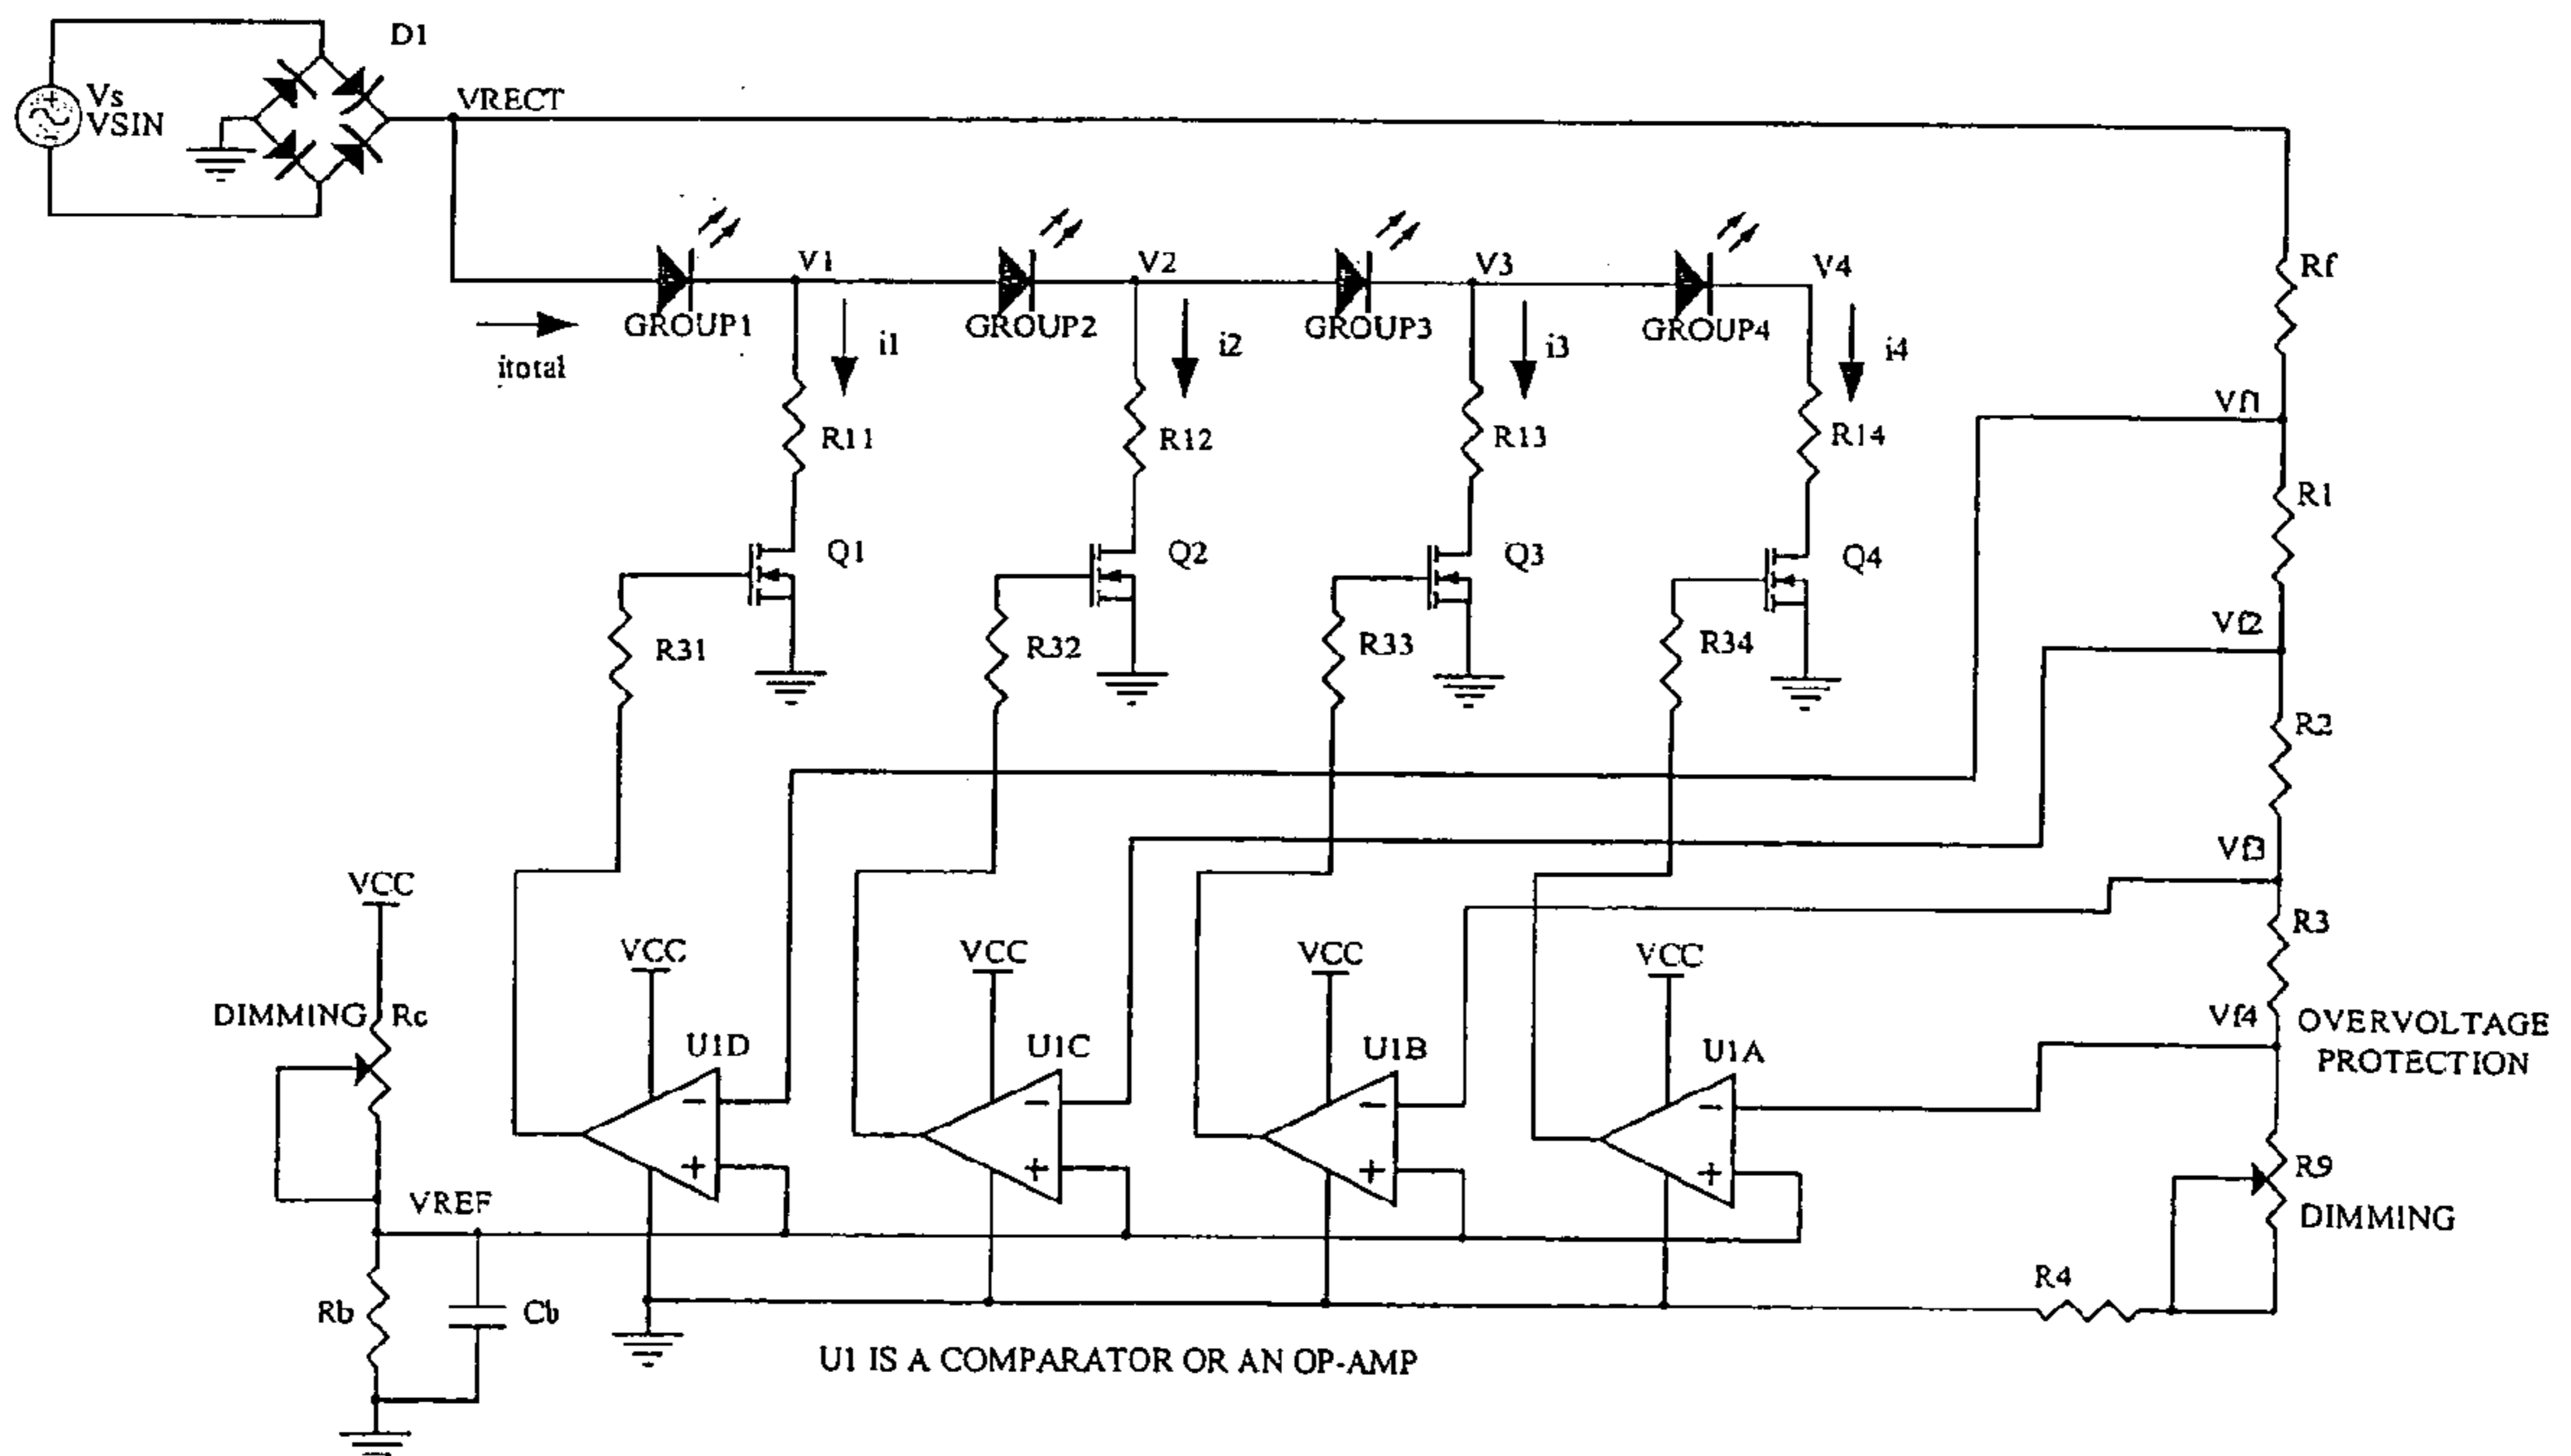 D1
Vs
VSIN
VRECT
GROUP1
V1
GROUP2
V2
GROUP3
V3
GROUP4
V4
itotal
i1
i2
i3
i4
Rf
R11
R12
R13
R14
Vf1
R1
Q1
Q2
Q3
Q4
Vf2
R31
R32
R33
R34
R2
Vf3
VCC
VCC
VCC
VCC
VCC
R3
DIMMING
Rc
U1D
U1C
U1B
U1A
Vf4
OVERVOLTAGE
PROTECTION
R9
DIMMING
VREF
Rb
Cb
R4
U1 IS A COMPARATOR OR AN OP-AMP